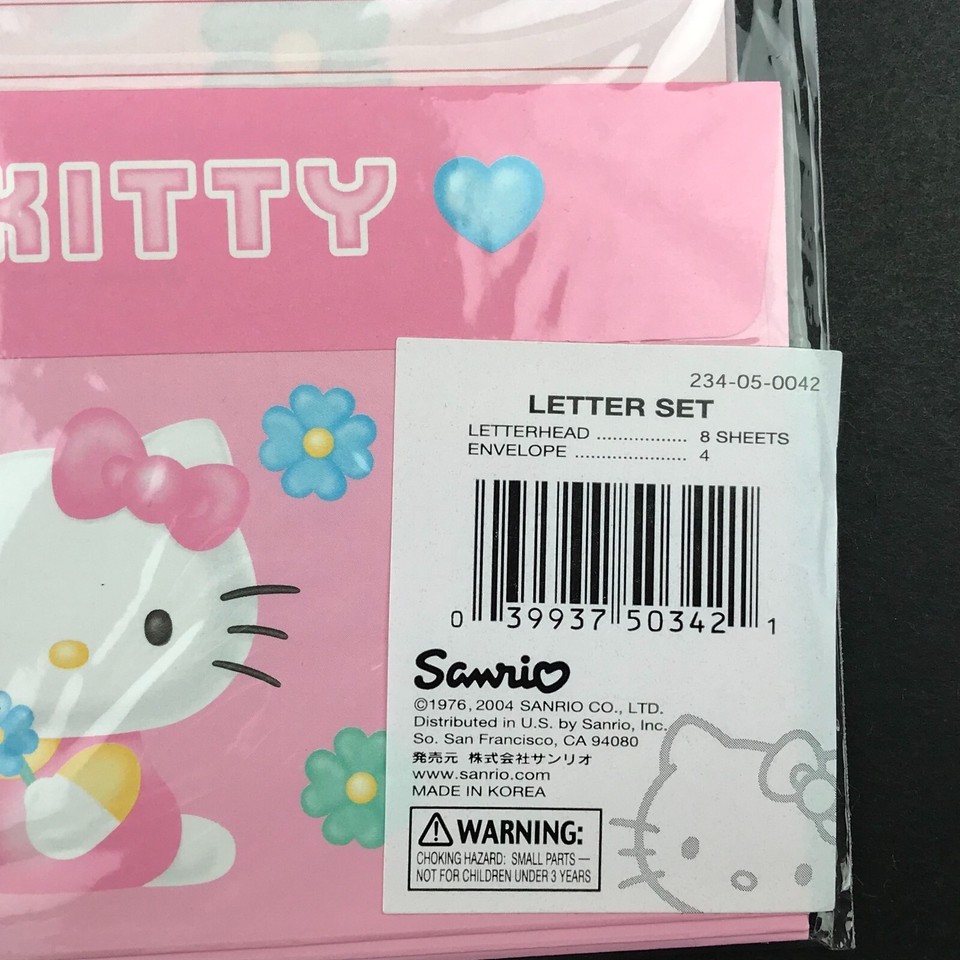 KITTY
234-05-0042
LETTER SET
LETTERHEAD ................. 8 SHEETS
ENVELOPE ..................... 4
0 39937 50342 1
Sanrio
©1976, 2004 SANRIO CO., LTD.
Distributed in U.S. by Sanrio, Inc.
So. San Francisco, CA 94080
発売元 株式会社サンリオ
www.sanrio.com
MADE IN KOREA
WARNING:
CHOKING HAZARD: SMALL PARTS —
NOT FOR CHILDREN UNDER 3 YEARS